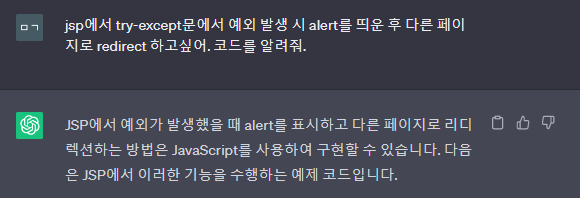 ㅁㄱ
jsp에서 try-except문에서 예외 발생 시 alert를 띄운 후 다른 페이
지로 redirect 하고싶어. 코드를 알려줘.
JSP에서 예외가 발생했을 때 alert를 표시하고 다른 페이지로 리디
렉션하는 방법은 JavaScript를 사용하여 구현할 수 있습니다. 다음
은 JSP에서 이러한 기능을 수행하는 예제 코드입니다.